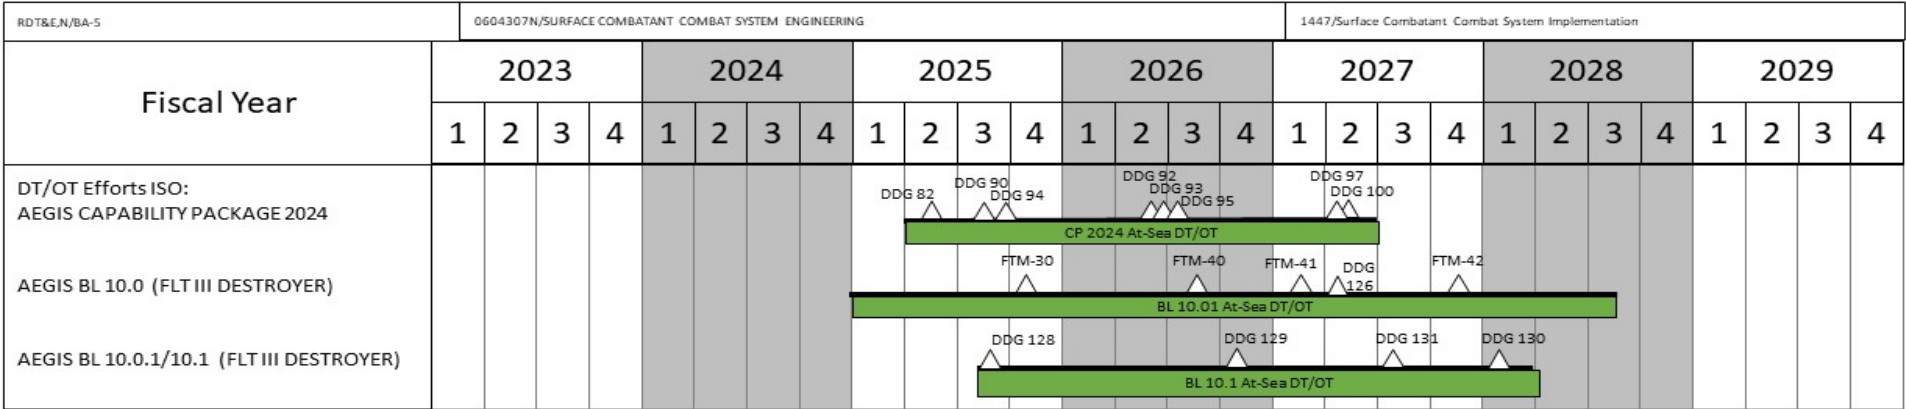 RDT&E,N/BA-5 0604307N/SURFACE COMBATANT COMBAT SYSTEM ENGINEERING 1447/Surface Combatant Combat System Implementation
Fiscal Year 2023 2024 2025 2026 2027 2028 2029
1 2 3 4 1 2 3 4 1 2 3 4 1 2 3 4 1 2 3 4 1 2 3 4 1 2 3 4
DT/OT Efforts ISO:
AEGIS CAPABILITY PACKAGE 2024
DDG 82 DDG 90 DDG 94 DDG 92 DDG 93 DDG 95 DDG 97 DDG 100
CP 2024 At-Sea DT/OT
AEGIS BL 10.0 (FLT III DESTROYER)
FTM-30 FTM-40 FTM-41 DDG 126 FTM-42
BL 10.01 At-Sea DT/OT
AEGIS BL 10.0.1/10.1 (FLT III DESTROYER)
DDG 128 DDG 129 DDG 131 DDG 130
BL 10.1 At-Sea DT/OT